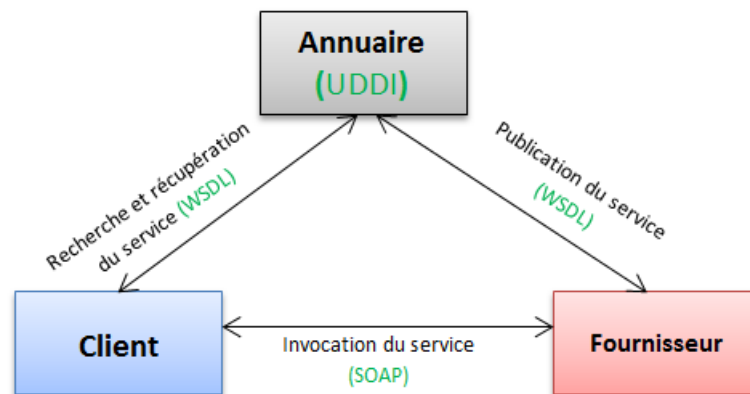 Annuaire
(UDDI)
Recherche et récupération
du service (WSDL)
Publication du service
(WSDL)
Client
Invocation du service
(SOAP)
Fournisseur